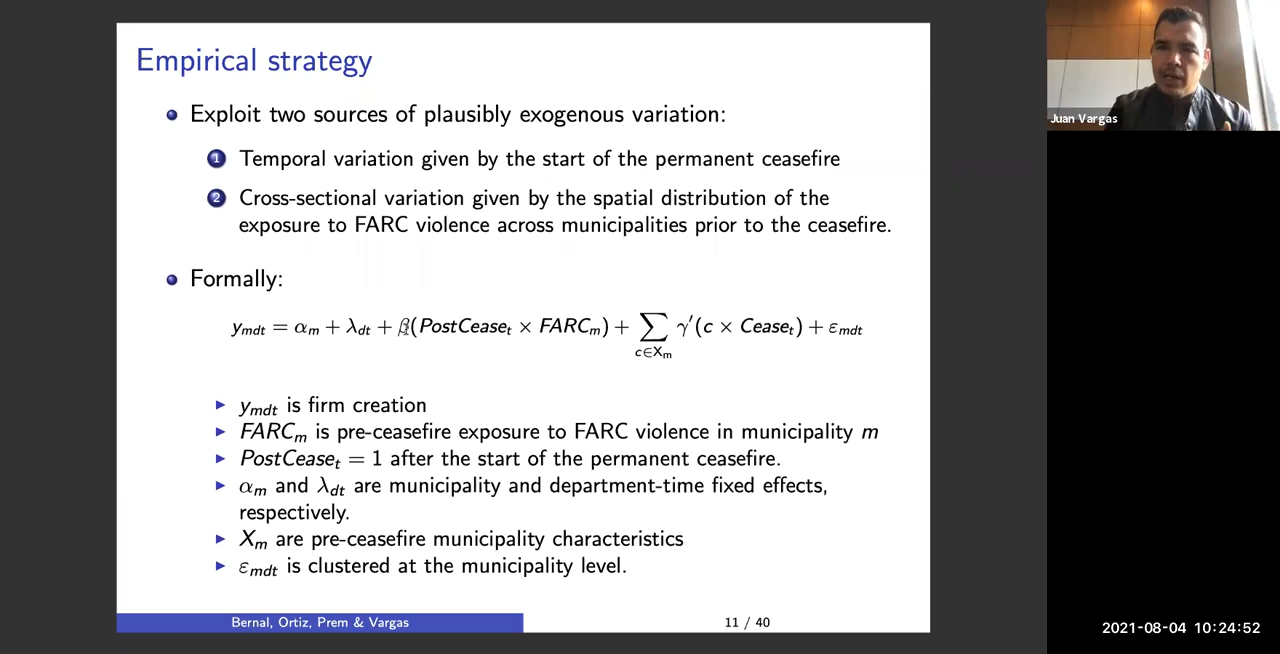 Empirical strategy
Exploit two sources of plausibly exogenous variation:
1 Temporal variation given by the start of the permanent ceasefire
2 Cross-sectional variation given by the spatial distribution of the
exposure to FARC violence across municipalities prior to the ceasefire.
Formally:
y_mdt = α_m + λ_dt + β(PostCease_t × FARC_m) + ∑_{c∈X_m} γ′(c × Cease_t) + ε_mdt
y_mdt is firm creation
FARC_m is pre-ceasefire exposure to FARC violence in municipality m
PostCease_t = 1 after the start of the permanent ceasefire.
α_m and λ_dt are municipality and department-time fixed effects,
respectively.
X_m are pre-ceasefire municipality characteristics
ε_mdt is clustered at the municipality level.
Bernal, Ortiz, Prem & Vargas
11 / 40
Juan Vargas
2021-08-04 10:24:52